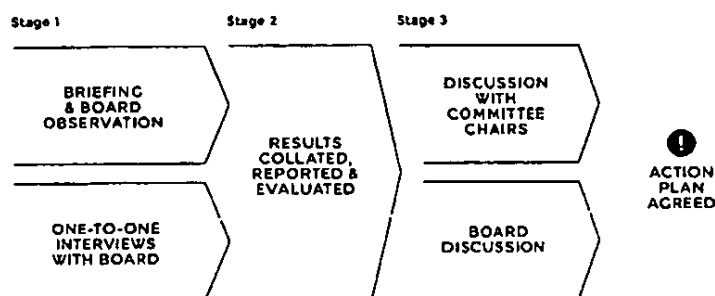 Stage 1
Stage 2
Stage 3
BRIEFING
& BOARD
OBSERVATION
ONE-TO-ONE
INTERVIEWS
WITH BOARD
RESULTS
COLLATED,
REPORTED &
EVALUATED
DISCUSSION
WITH
COMMITTEE
CHAIRS
BOARD
DISCUSSION
!
ACTION
PLAN
AGREED